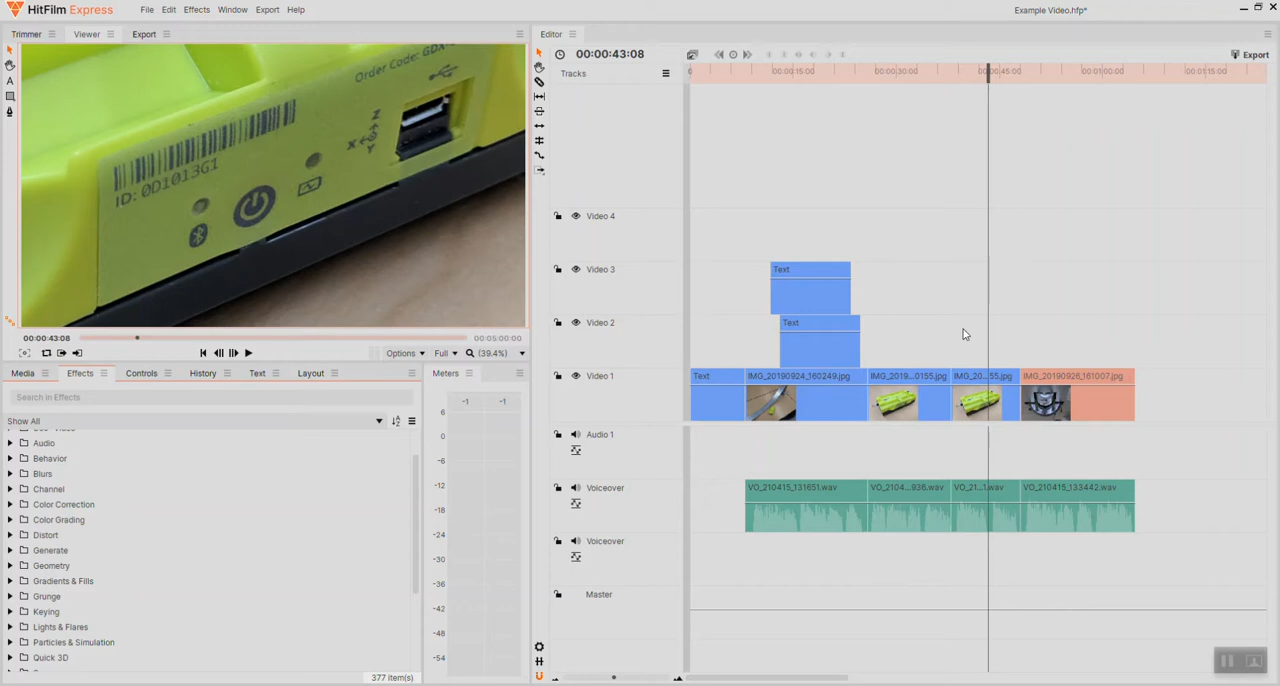 HitFilm Express
File Edit Effects Window Export Help
Example Video.hfp*
Trimmer Viewer Export
Editor
00:00:43:08
Export
Tracks
0 00:00:15:00 00:00:30:00 00:00:45:00 00:01:00:00 00:01:15:00
Order Code: GDX-
X Y Z
ID: 0D1013G1
Video 4
Video 3
Text
Video 2
Text
00:00:43:08
00:05:00:00
Options Full (39.4%)
Media Effects Controls History Text Layout
Meters
Video 1
Text
IMG_20190924_160249.jpg
IMG_2019...0155.jpg
IMG_20...55.jpg
IMG_20190926_161007.jpg
Search in Effects
Show All
Audio
Behavior
Blurs
Channel
Color Correction
Color Grading
Distort
Generate
Geometry
Gradients & Fills
Grunge
Keying
Lights & Flares
Particles & Simulation
Quick 3D
377 item(s)
-1 -1
6
0
-6
-12
-18
-24
-30
-36
-42
-48
-54
Audio 1
Voiceover
VO_210415_131651.wav
VO_2104...936.wav
VO_21...1.wav
VO_210415_133442.wav
Voiceover
Master